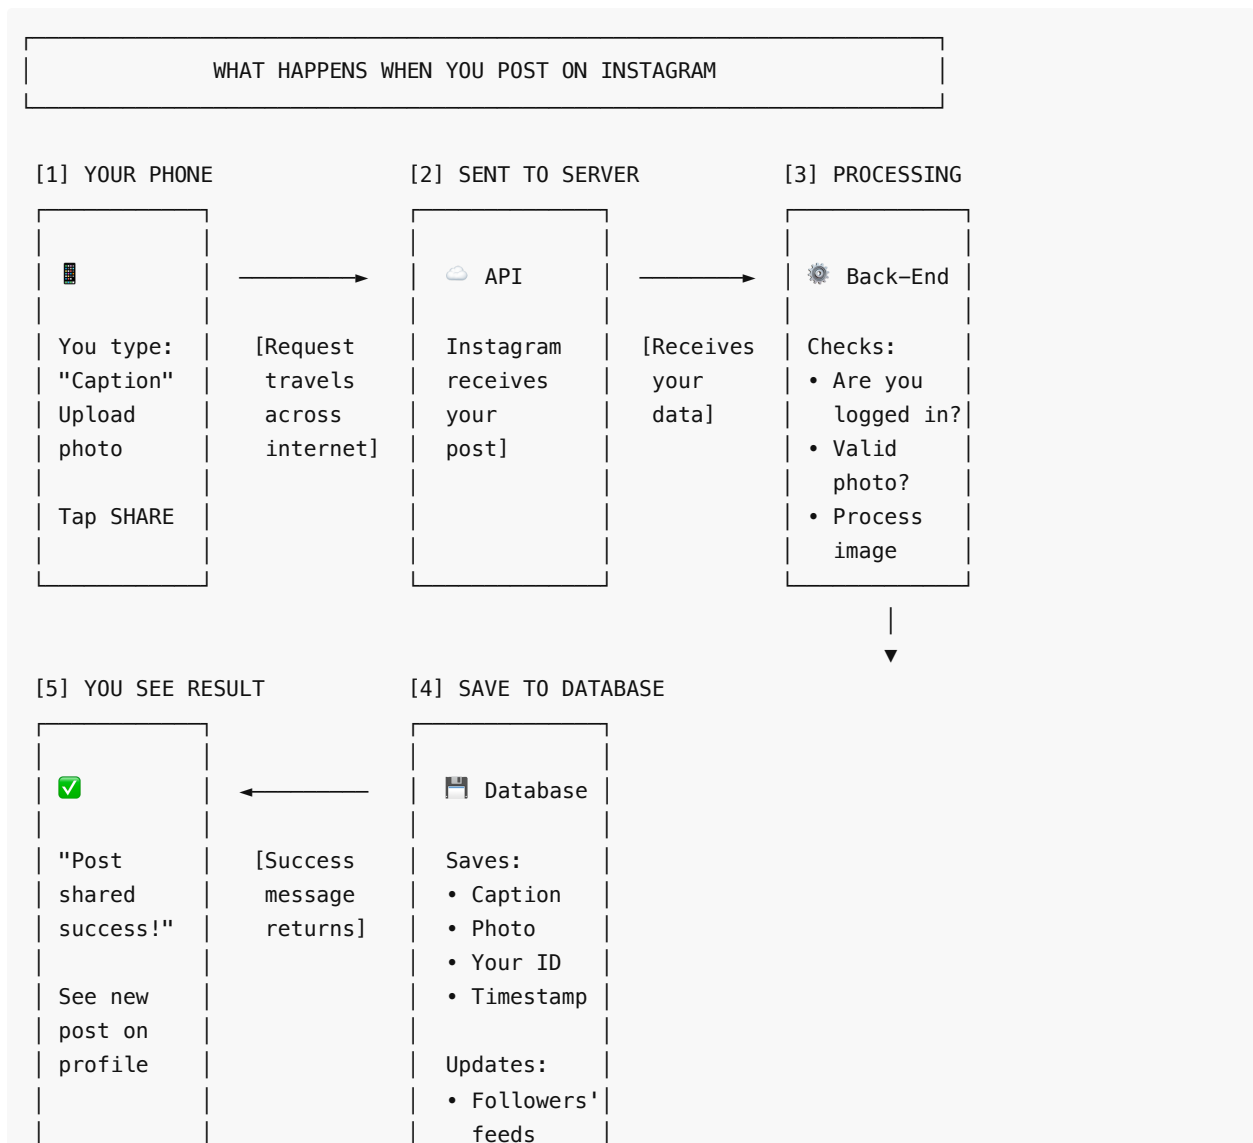 WHAT HAPPENS WHEN YOU POST ON INSTAGRAM
[1] YOUR PHONE
You type:
"Caption"
Upload
photo
Tap SHARE
[Request
travels
across
internet]
[2] SENT TO SERVER
API
Instagram
receives
your
post]
[Receives
your
data]
[3] PROCESSING
Back-End
Checks:
• Are you
logged in?
• Valid
photo?
• Process
image
[4] SAVE TO DATABASE
Database
Saves:
• Caption
• Photo
• Your ID
• Timestamp
Updates:
• Followers'
feeds
[Success
message
returns]
[5] YOU SEE RESULT
"Post
shared
success!"
See new
post on
profile